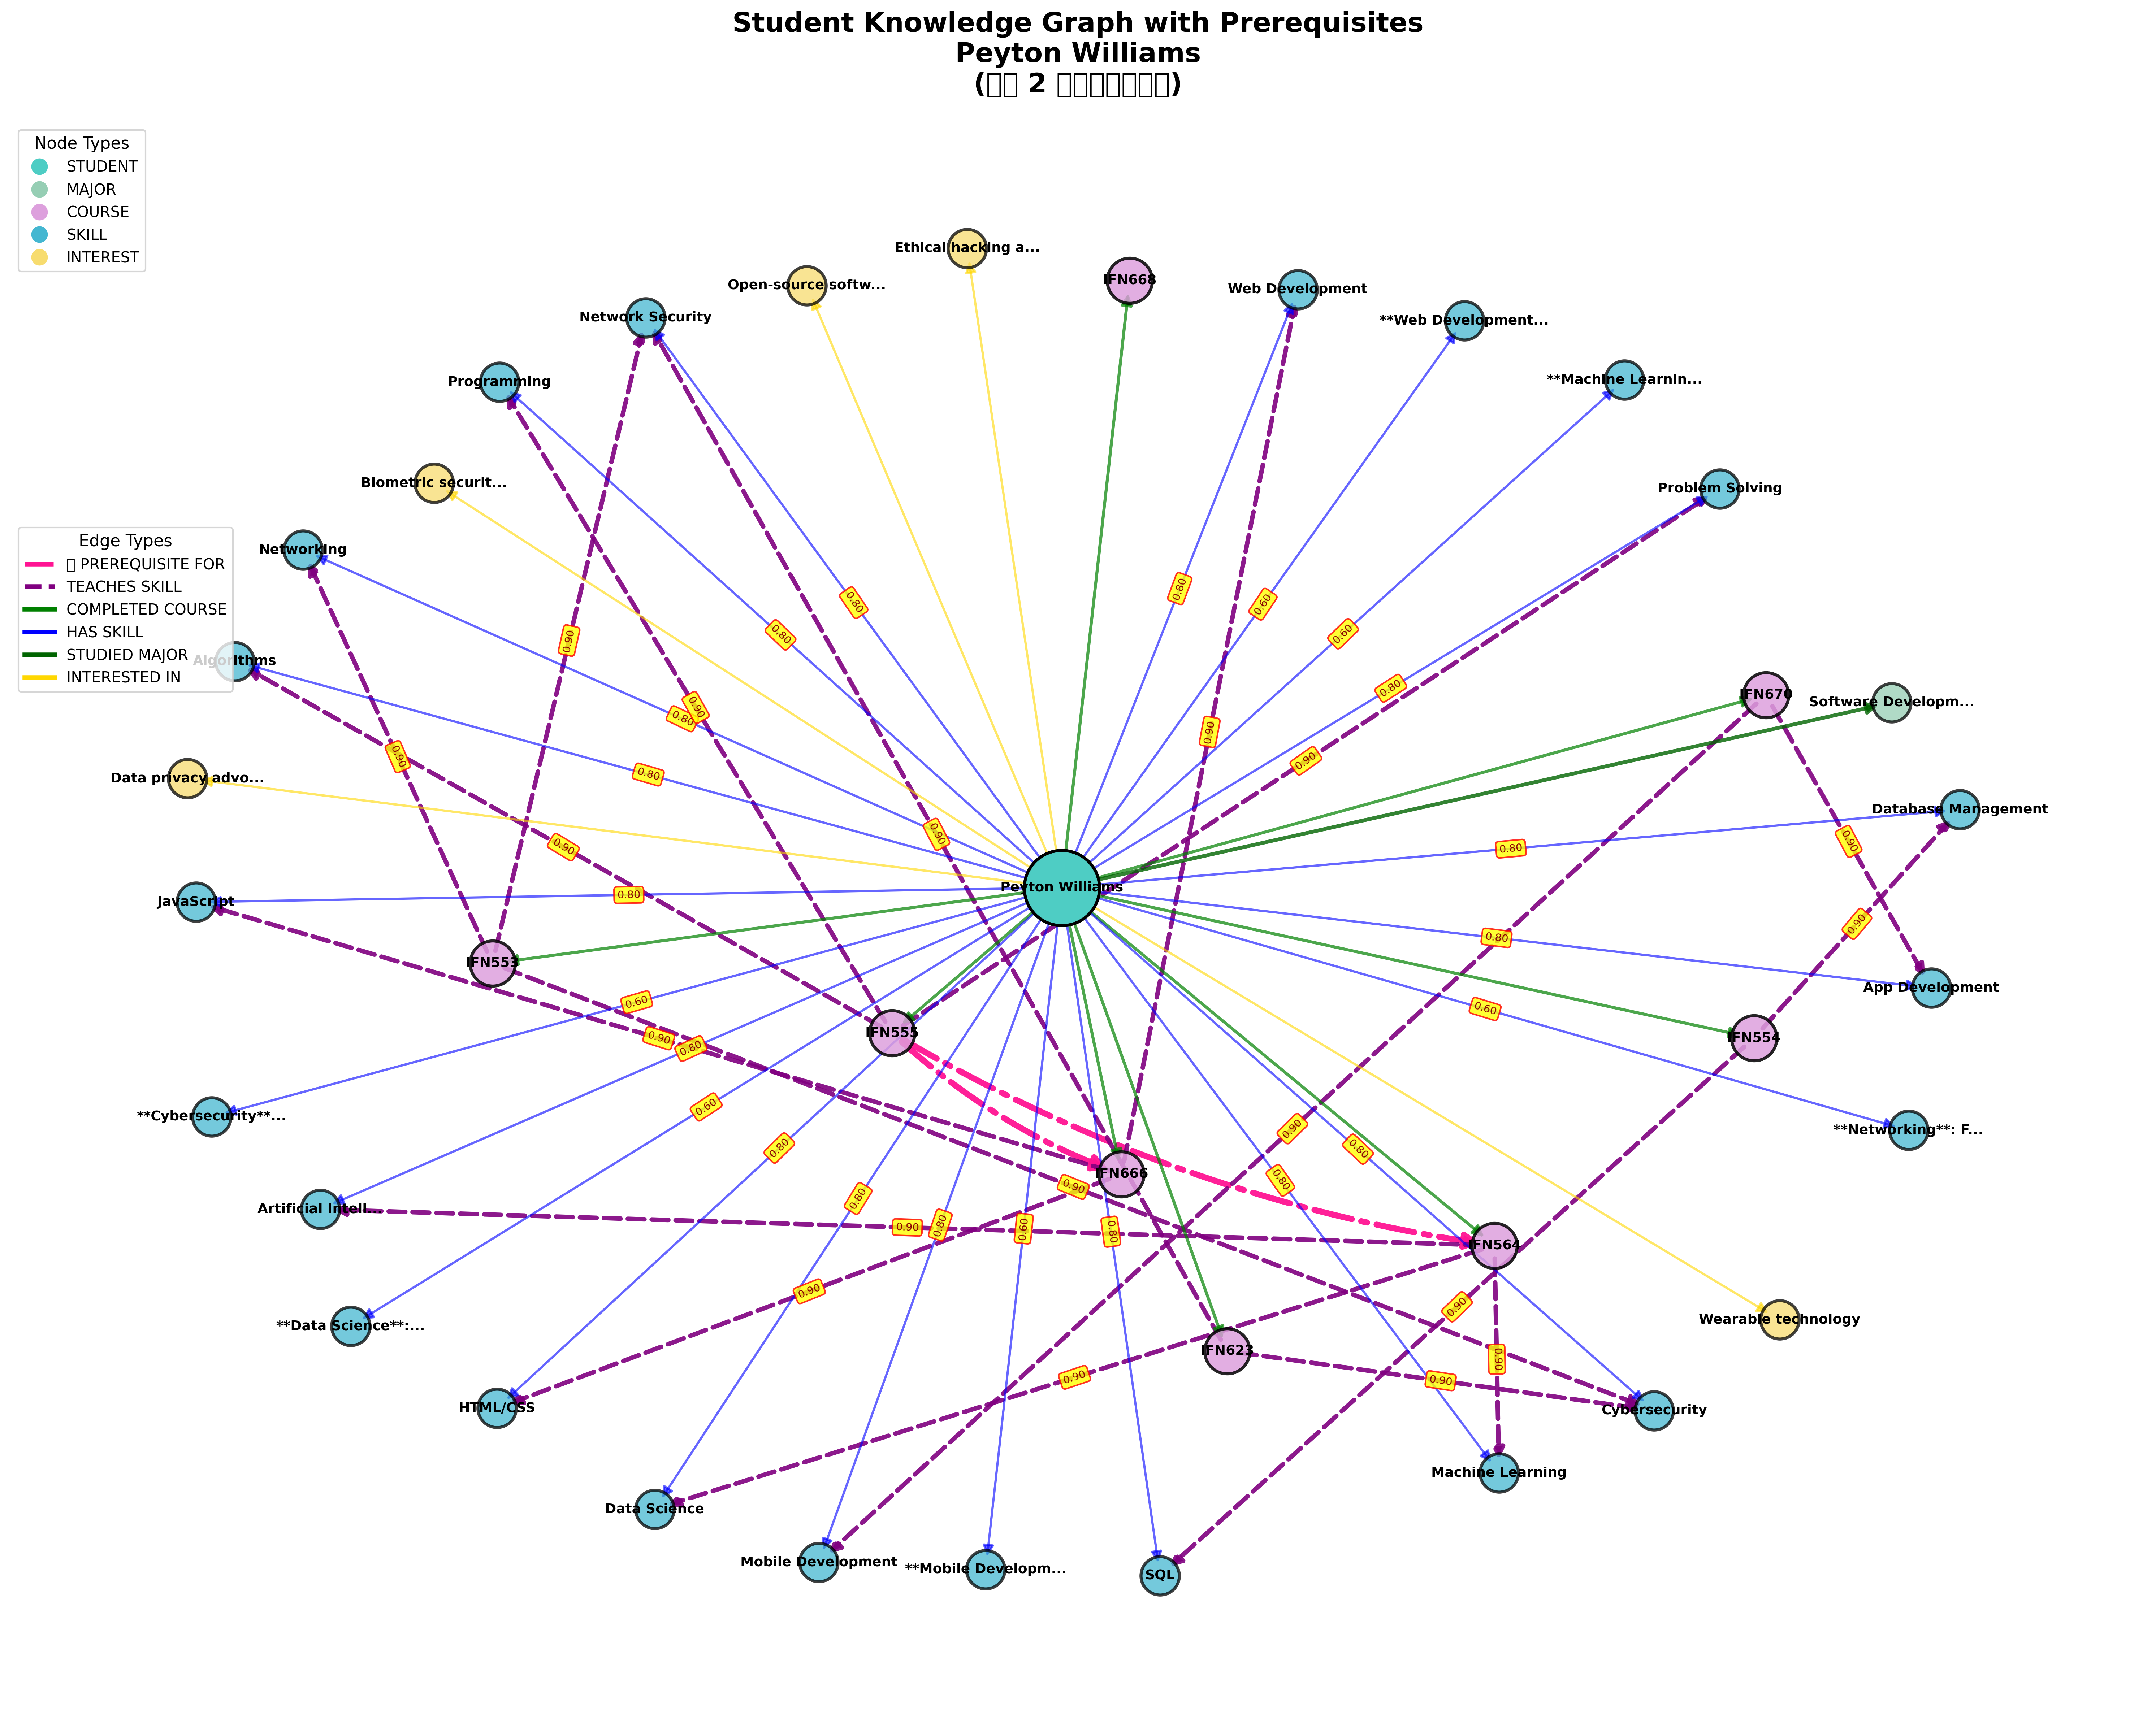 Student Knowledge Graph with Prerequisites
Peyton Williams
( 2 )
Node Types
STUDENT
MAJOR
COURSE
SKILL
INTEREST
Ethical hacking a...
IFN668
Open-source softw...
Web Development
Network Security
**Web Development...
Programming
**Machine Learnin...
Biometric securit...
Problem Solving
Edge Types
PREREQUISITE FOR
TEACHES SKILL
COMPLETED COURSE
HAS SKILL
STUDIED MAJOR
INTERESTED IN
Networking
0.80
0.80
0.60
0.80
0.90
0.80
0.60
Algorithms
0.80
IFN670
Software Developm...
0.90
0.80
0.90
0.90
0.90
0.80
Data privacy advo...
Database Management
0.90
0.90
0.90
0.80
Peyton Williams
0.80
JavaScript
0.90
0.80
IFN553
App Development
0.60
0.60
IFN555
IFN554
0.90
0.80
0.60
**Cybersecurity**...
0.90
**Networking**: F...
0.80
0.80
IFN666
0.80
0.90
0.80
Artificial Intell...
0.90
0.80
0.60
0.80
IFN564
0.90
0.90
**Data Science**:...
Wearable technology
IFN623
0.90
0.90
0.90
HTML/CSS
Cybersecurity
Machine Learning
Data Science
Mobile Development
**Mobile Developm...
SQL